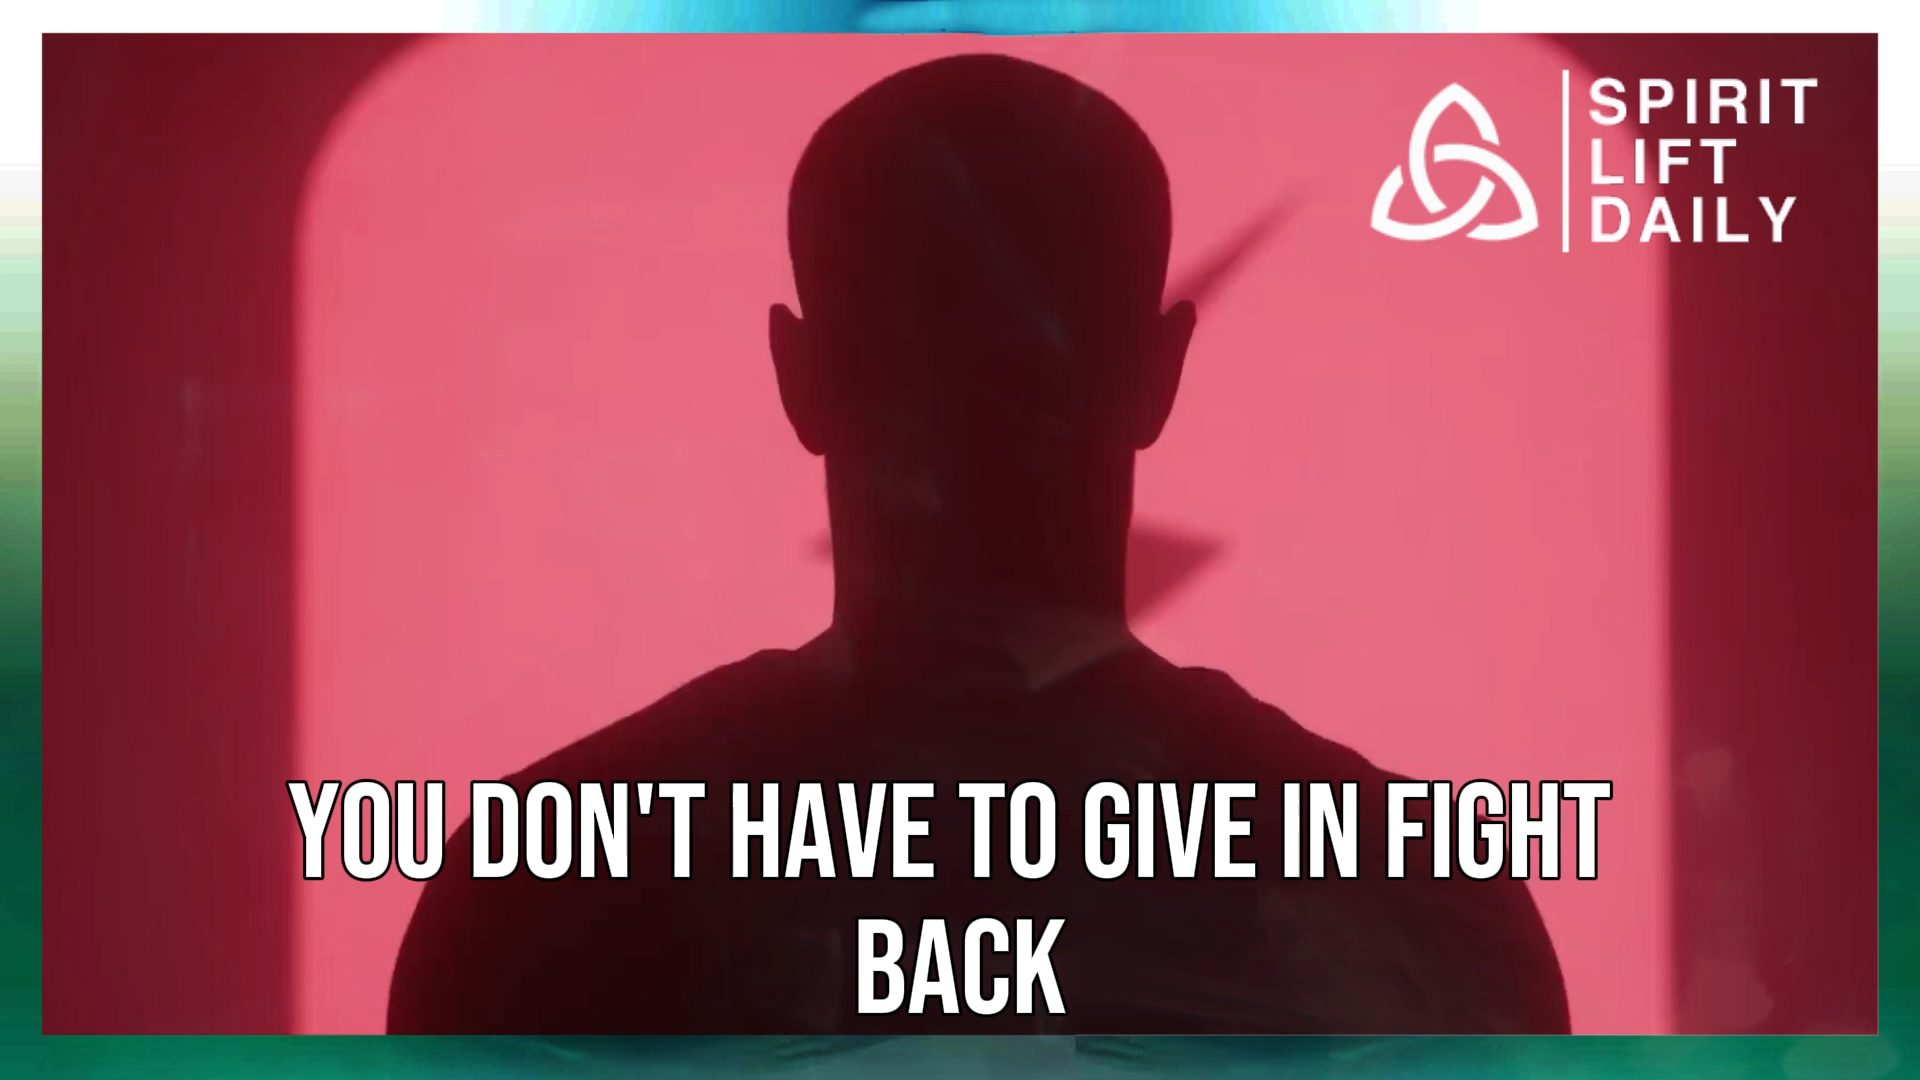 SPIRIT
LIFT
DAILY
YOU DON'T HAVE TO GIVE IN FIGHT
BACK